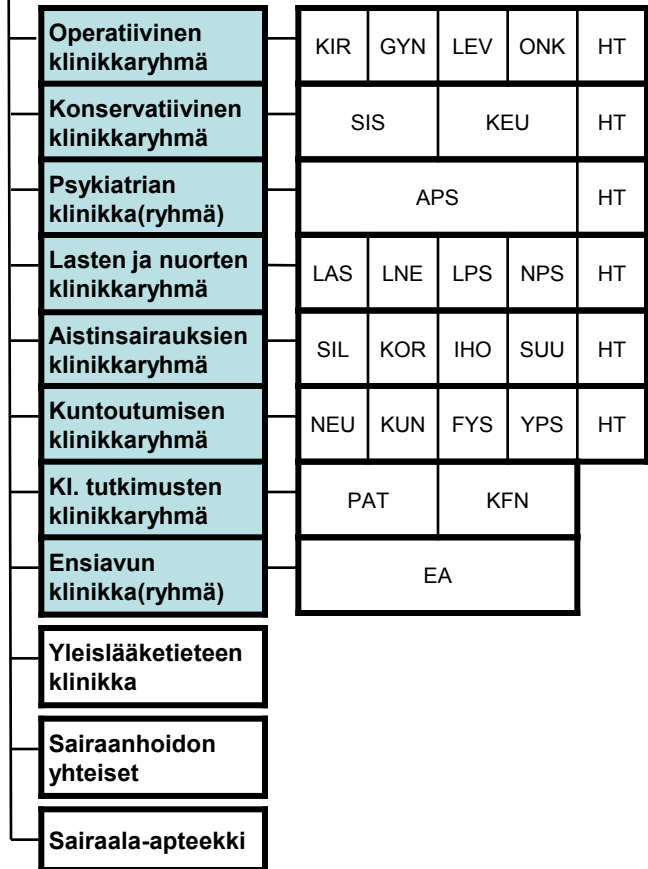 Operatiivinen
klinikkaryhmä
KIR GYN LEV ONK HT
Konservatiivinen
klinikkaryhmä
SIS KEU HT
Psykiatrian
klinikka(ryhmä)
APS HT
Lasten ja nuorten
klinikkaryhmä
LAS LNE LPS NPS HT
Aistinsairauksien
klinikkaryhmä
SIL KOR IHO SUU HT
Kuntoutumisen
klinikkaryhmä
NEU KUN FYS YPS HT
Kl. tutkimusten
klinikkaryhmä
PAT KFN
Ensiavun
klinikka(ryhmä)
EA
Yleislääketieteen
klinikka
Sairaanhoidon
yhteiset
Sairaala-apteekki